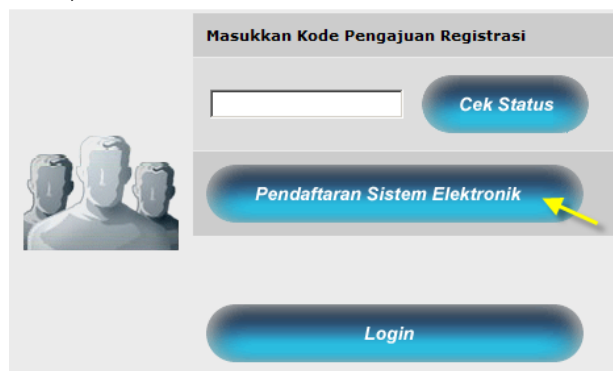 Masukkan Kode Pengajuan Registrasi
Cek Status
Pendaftaran Sistem Elektronik
Login